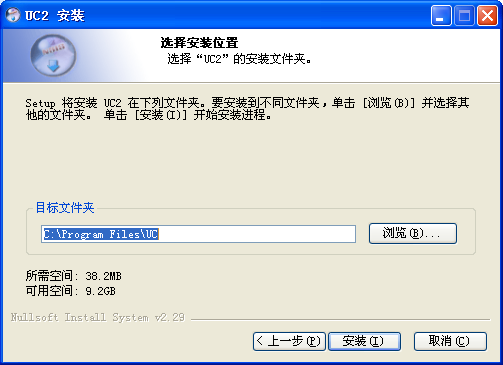 UC2 安装
选择安装位置
选择“UC2”的安装文件夹。
Setup 将安装 UC2 在下列文件夹。要安装到不同文件夹，单击 [浏览(B)] 并选择其
他的文件夹。 单击 [安装(I)] 开始安装进程。
目标文件夹
C:\Program Files\UC
浏览(B)...
所需空间: 38.2MB
可用空间: 9.2GB
Nullsoft Install System v2.29
< 上一步(P) 安装(I) 取消(C)